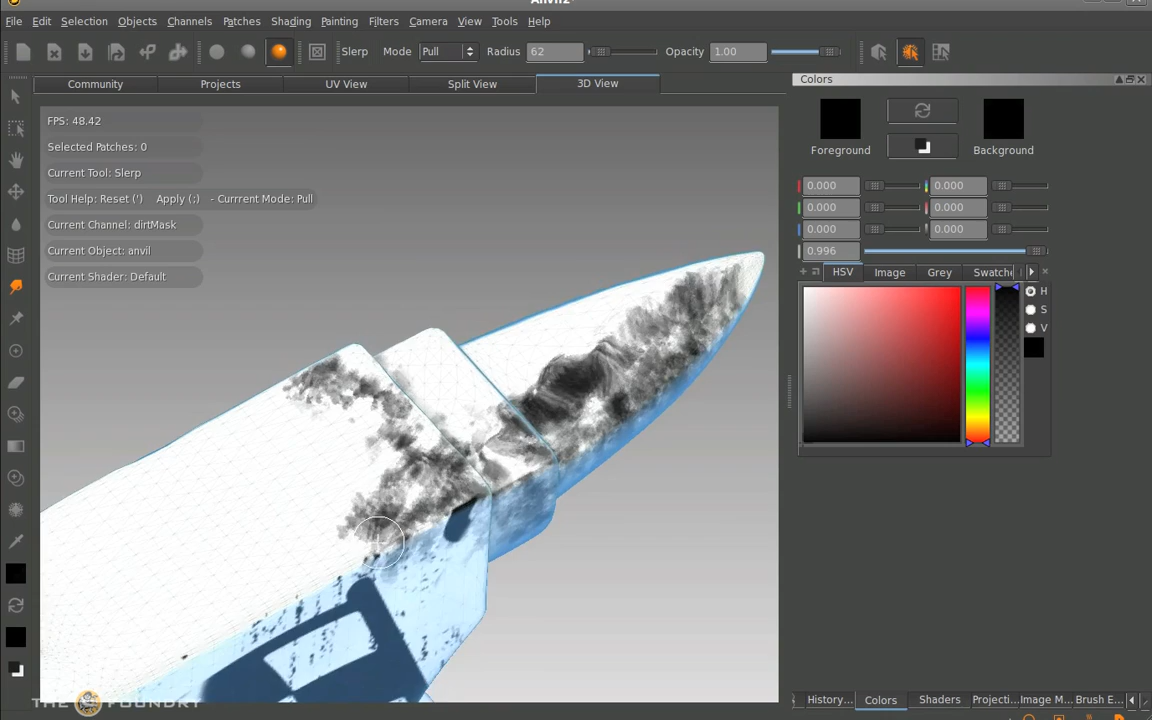 Anvil2*
File Edit Selection Objects Channels Patches Shading Painting Filters Camera View Tools Help
Slerp Mode Pull Radius 62 Opacity 1.00
Community Projects UV View Split View 3D View
Colors
FPS: 48.42
Selected Patches: 0
Current Tool: Slerp
Tool Help: Reset (') Apply (;) - Currrent Mode: Pull
Current Channel: dirtMask
Current Object: anvil
Current Shader: Default
Foreground Background
0.000 0.000
0.000 0.000
0.000 0.000
0.996
HSV Image Grey Swatche
H
S
V
THE FOUNDRY
History... Colors Shaders Projecti... Image M... Brush E...